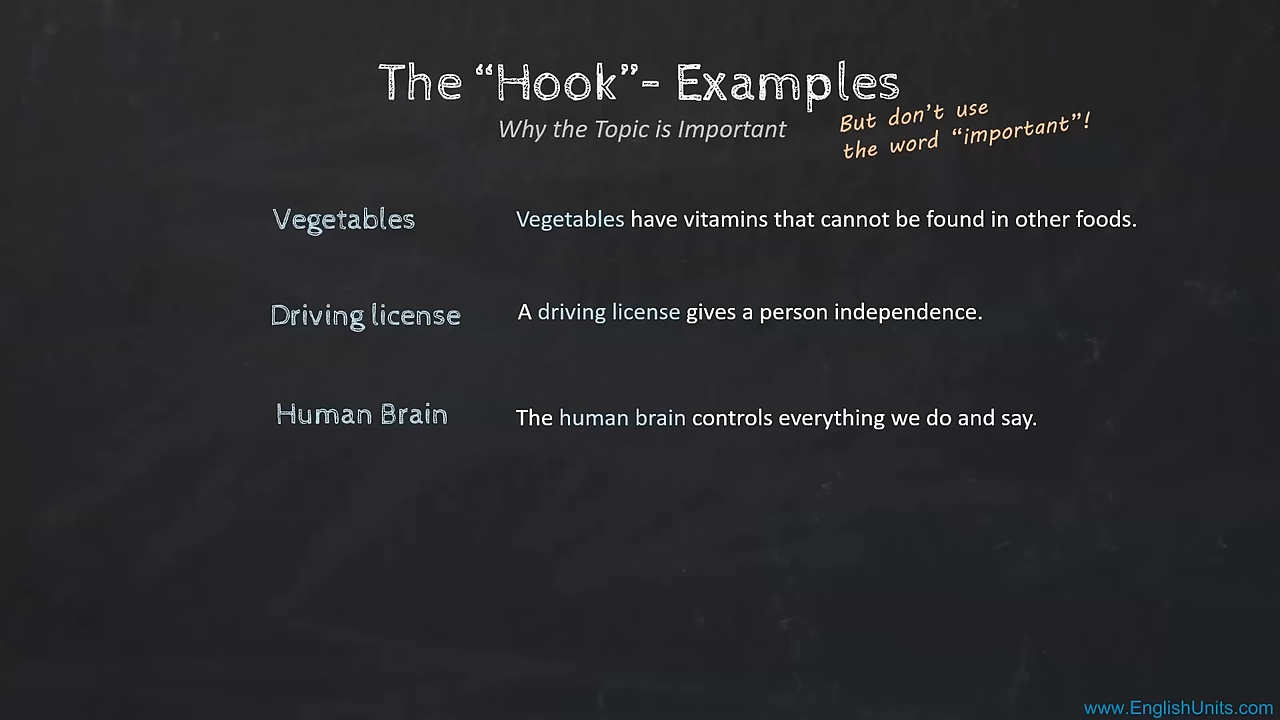 The “Hook”- Examples
Why the Topic is Important
But don’t use
the word “important”!
Vegetables
Vegetables have vitamins that cannot be found in other foods.
Driving license
A driving license gives a person independence.
Human Brain
The human brain controls everything we do and say.
www.EnglishUnits.com